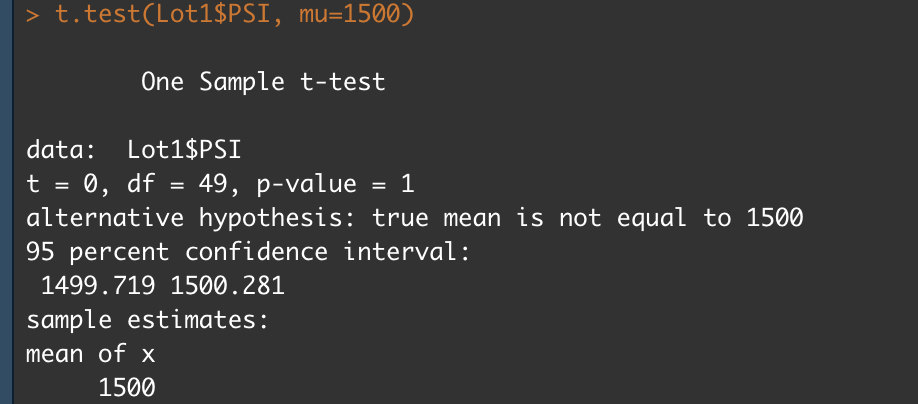 > t.test(Lot1$PSI, mu=1500)
One Sample t-test
data:  Lot1$PSI
t = 0, df = 49, p-value = 1
alternative hypothesis: true mean is not equal to 1500
95 percent confidence interval:
1499.719 1500.281
sample estimates:
mean of x
1500